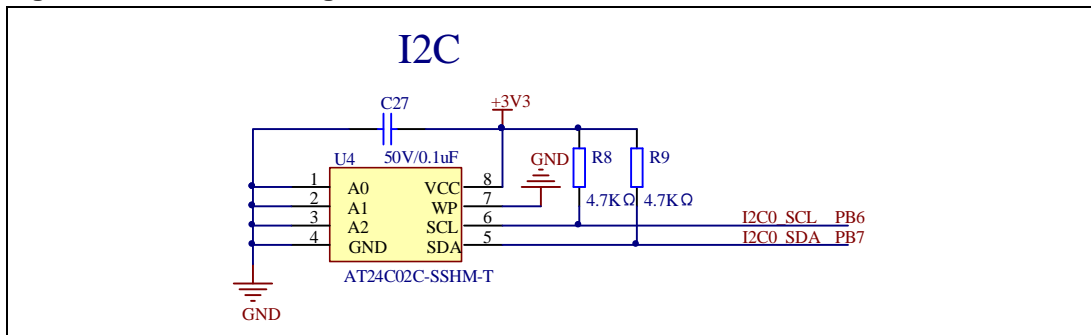 I2C
C27
+3V3
U4
50V/0.1uF
GND
R8
R9
1 A0 VCC 8
2 A1 WP 7
4.7KΩ 4.7KΩ
3 A2 SCL 6
I2C0_SCL PB6
4 GND SDA 5
I2C0_SDA PB7
AT24C02C-SSHM-T
GND